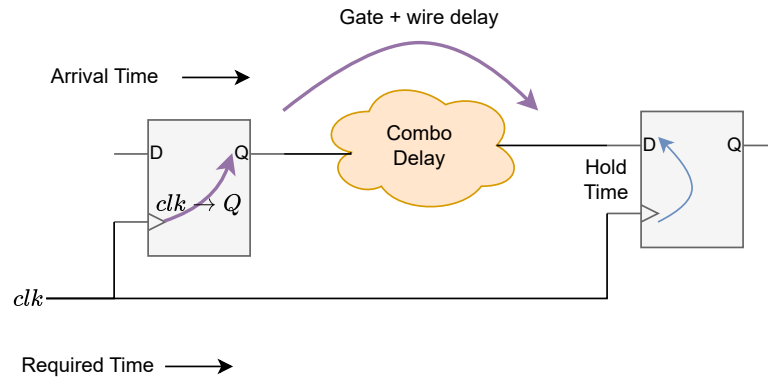 Gate + wire delay
Arrival Time
Combo
Delay
D
Q
D
Q
Hold
Time
clk → Q
clk
Required Time